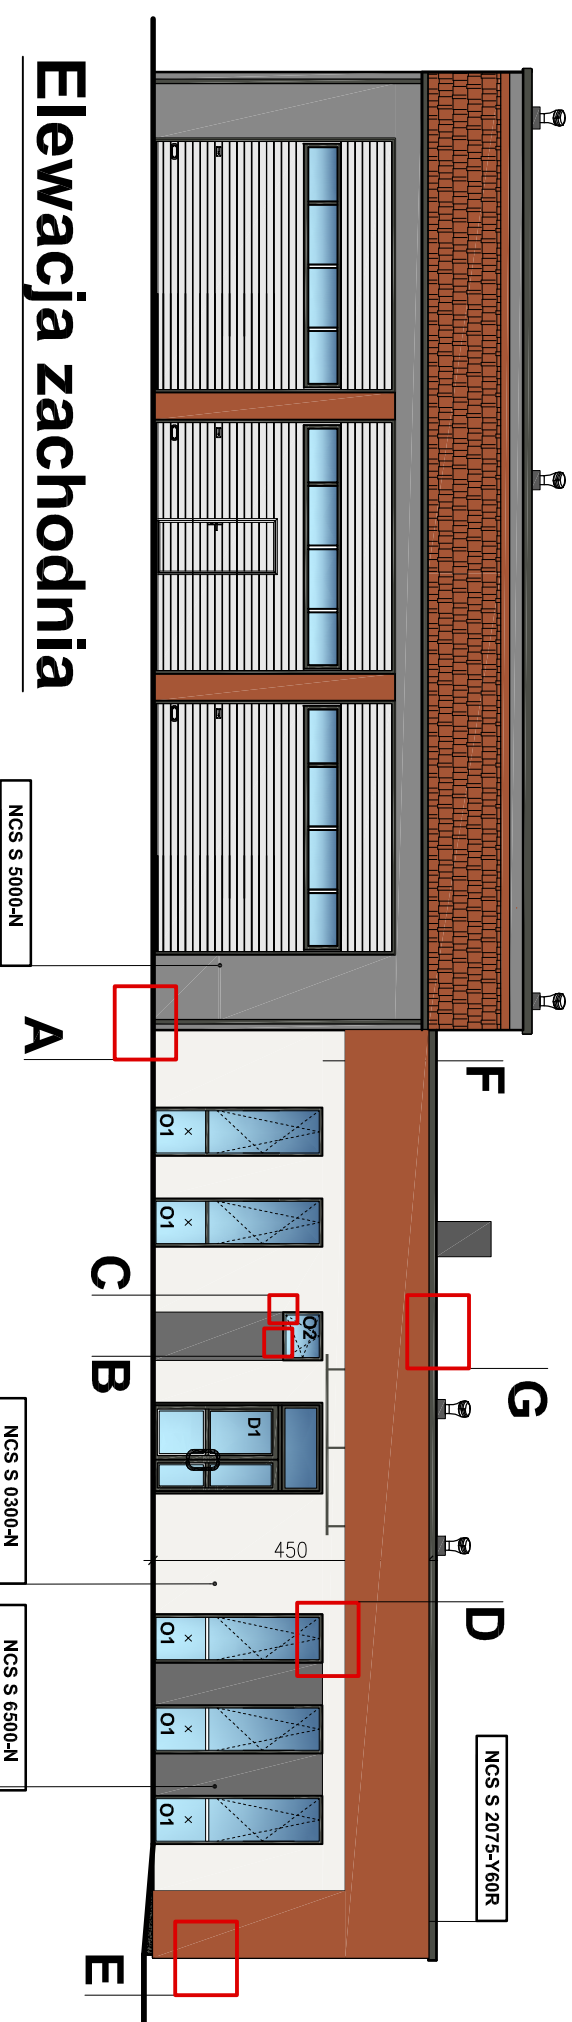 F
G
D
NCS S 2075-Y60R
O1
O1
O2
D1
450
O1
O1
O1
C
B
E
A
NCS S 5000-N
NCS S 0300-N
NCS S 6500-N
Elewacja zachodnia